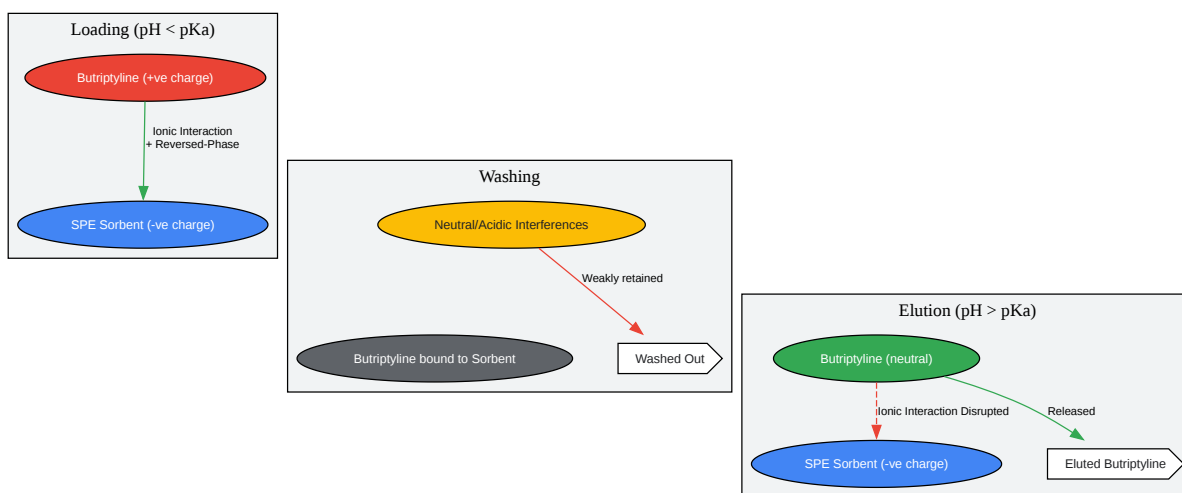 Loading (pH < pKa)
Butriptyline (+ve charge)
Ionic Interaction
+ Reversed-Phase
SPE Sorbent (-ve charge)
Washing
Neutral/Acidic Interferences
Weakly retained
Butriptyline bound to Sorbent
Washed Out
Elution (pH > pKa)
Butriptyline (neutral)
Ionic Interaction Disrupted
Released
SPE Sorbent (-ve charge)
Eluted Butriptyline